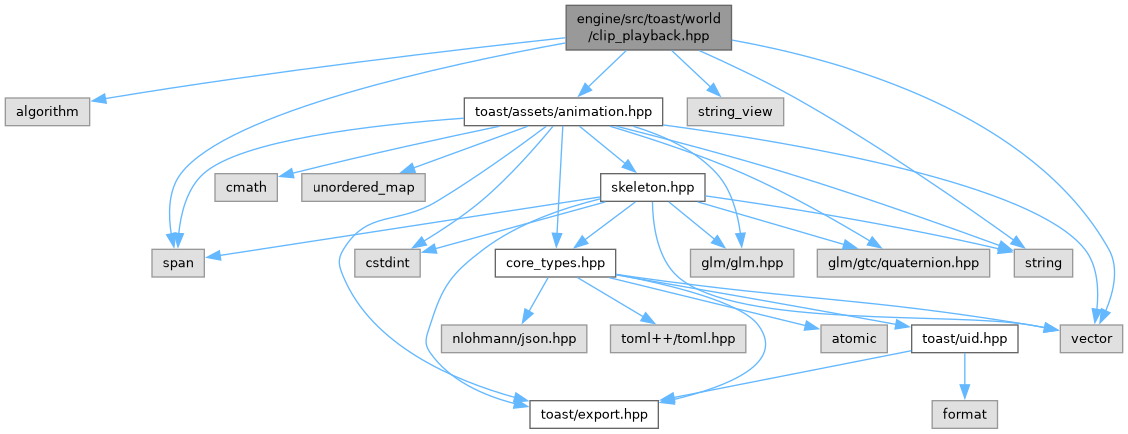 engine/src/toast/world
/clip_playback.hpp
algorithm
toast/assets/animation.hpp
string_view
cmath
unordered_map
skeleton.hpp
span
cstdint
core_types.hpp
glm/glm.hpp
glm/gtc/quaternion.hpp
string
nlohmann/json.hpp
toml++/toml.hpp
atomic
toast/uid.hpp
vector
toast/export.hpp
format